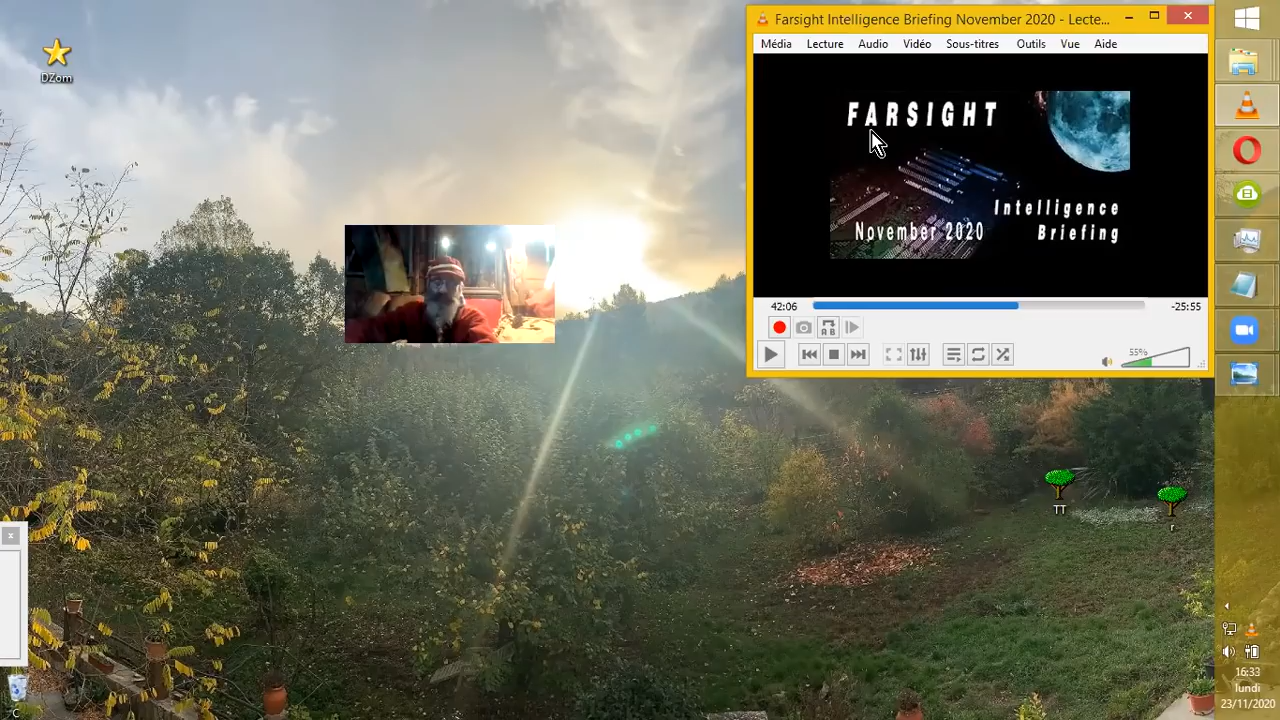 DZom
Farsight Intelligence Briefing November 2020 - Lecte...
Média Lecture Audio Vidéo Sous-titres Outils Vue Aide
FARSIGHT
Intelligence
November 2020
Briefing
42:06
-25:55
55%
TT
r
C
16:33
lundi
23/11/2020